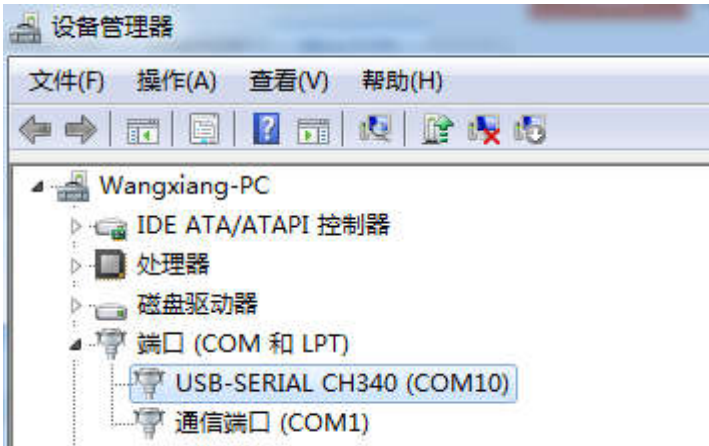 设备管理器
文件(F) 操作(A) 查看(V) 帮助(H)
Wangxiang-PC
IDE ATA/ATAPI 控制器
处理器
磁盘驱动器
端口 (COM 和 LPT)
USB-SERIAL CH340 (COM10)
通信端口 (COM1)